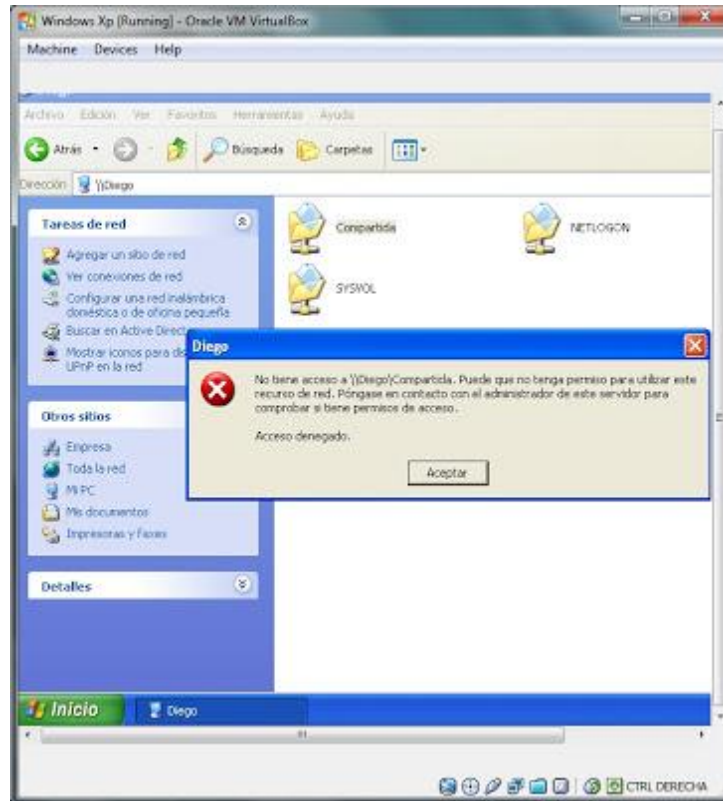 Windows Xp [Running] - Oracle VM VirtualBox
Machine Devices Help
Archivo Edición Ver Favoritos Herramientas Ayuda
Atrás Búsqueda Carpetas
Dirección \\Diego
Tareas de red
Agregar un sitio de red
Ver conexiones de red
Configurar una red inalámbrica
doméstica o de oficina pequeña
Buscar en Active Direct
Mostrar iconos para
UPnP en la red
Otros sitios
Empresa
Toda la red
Mi PC
Mis documentos
Impresoras y faxes
Detalles
Compartida NETLOGON
SYSVOL
Diego
No tiene acceso a \\Diego\Compartida. Puede que no tenga permiso para utilizar este
recurso de red. Póngase en contacto con el administrador de este servidor para
comprobar si tiene permisos de acceso.
Acceso denegado.
Aceptar
Inicio Diego
CTRL DERECHA